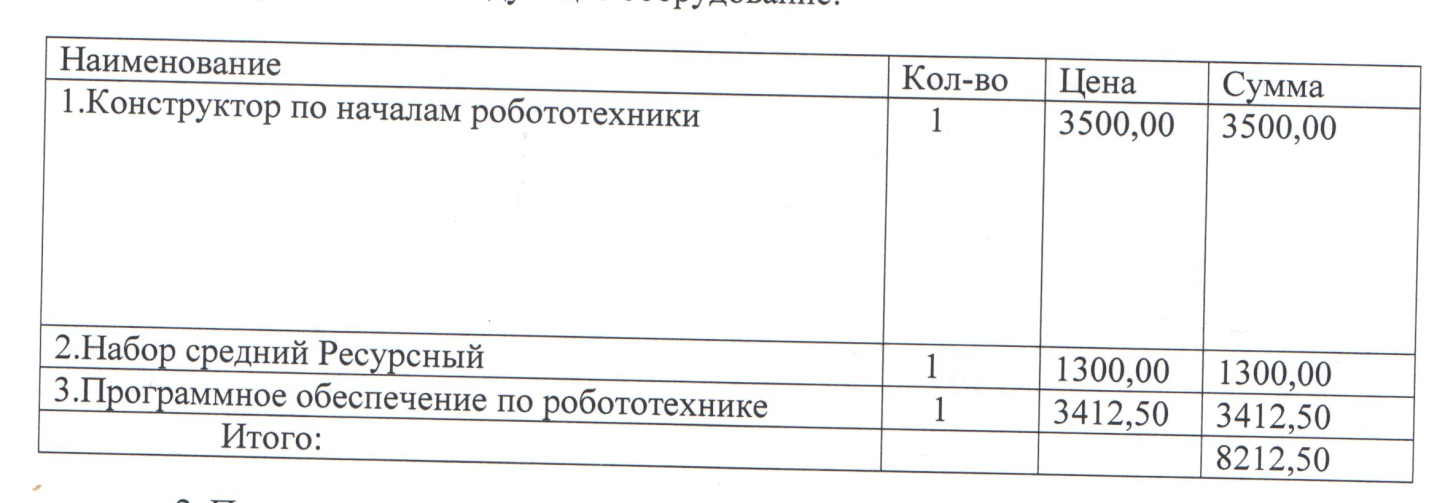 оборудование:
Наименование Кол-во Цена Сумма
1.Конструктор по началам робототехники 1 3500,00 3500,00
2.Набор средний Ресурсный 1 1300,00 1300,00
3.Программное обеспечение по робототехнике 1 3412,50 3412,50
Итого: 8212,50